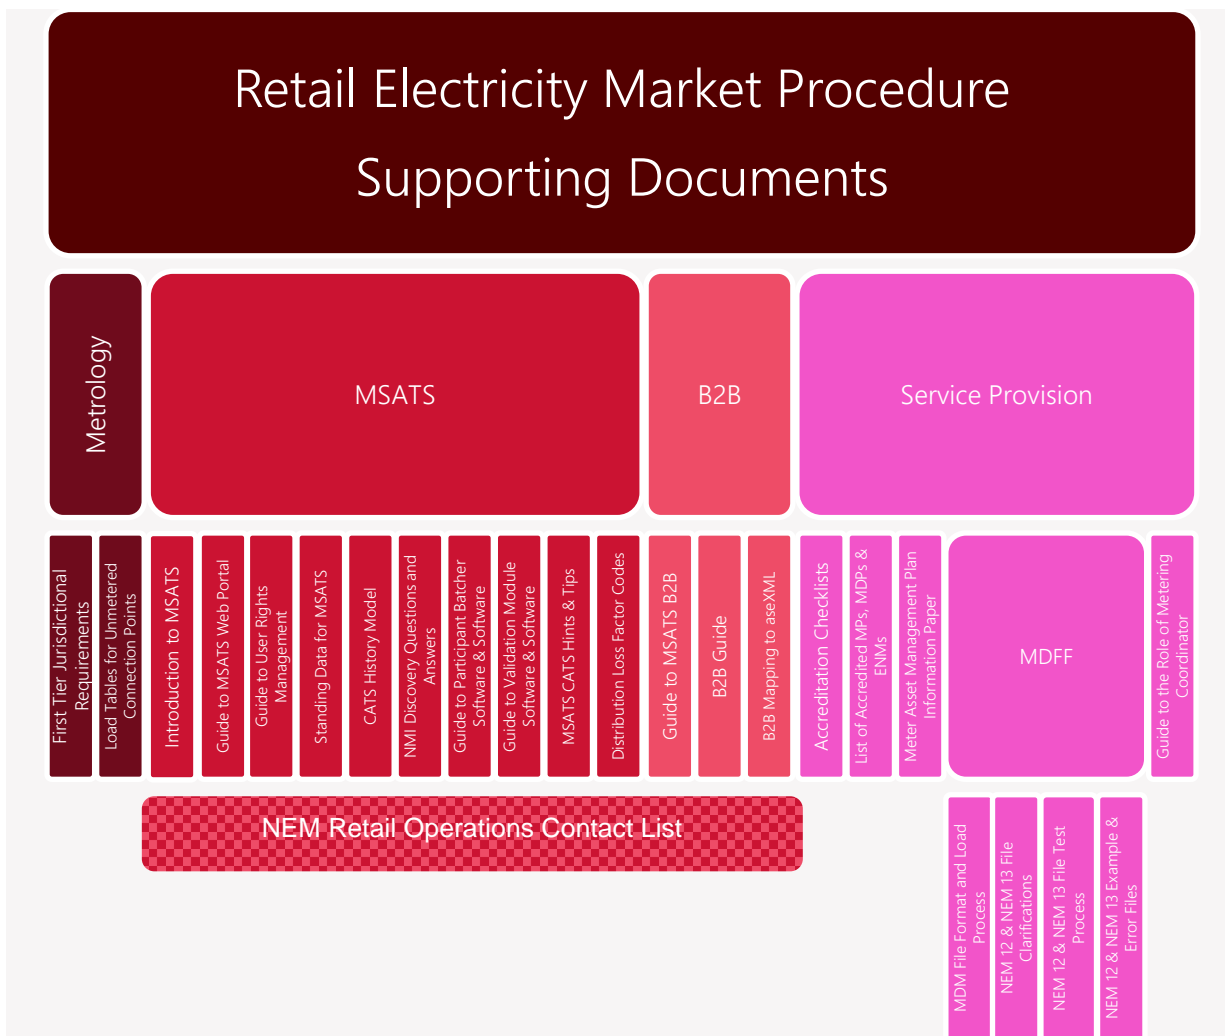 Retail Electricity Market Procedure
Supporting Documents
Metrology
MSATS
B2B
Service Provision
First Tier Jurisdictional
Requirements
Load Tables for Unmetered
Connection Points
Introduction to MSATS
Guide to MSATS Web Portal
Guide to User Rights
Management
Standing Data for MSATS
CATS History Model
NMI Discovery Questions and
Answers
Guide to Participant Batcher
Software & Software
Guide to Validation Module
Software & Software
MSATS CATS Hints & Tips
Distribution Loss Factor Codes
Guide to MSATS B2B
B2B Guide
B2B Mapping to aseXML
Accreditation Checklists
List of Accredited MPs, MDPs &
ENMs
Meter Asset Management Plan
Information Paper
MDFF
Guide to the Role of Metering
Coordinator
NEM Retail Operations Contact List
MDM File Format and Load
Process
NEM 12 & NEM 13 File
Clarifications
NEM 12 & NEM 13 File Test
Process
NEM 12 & NEM 13 Example &
Error Files